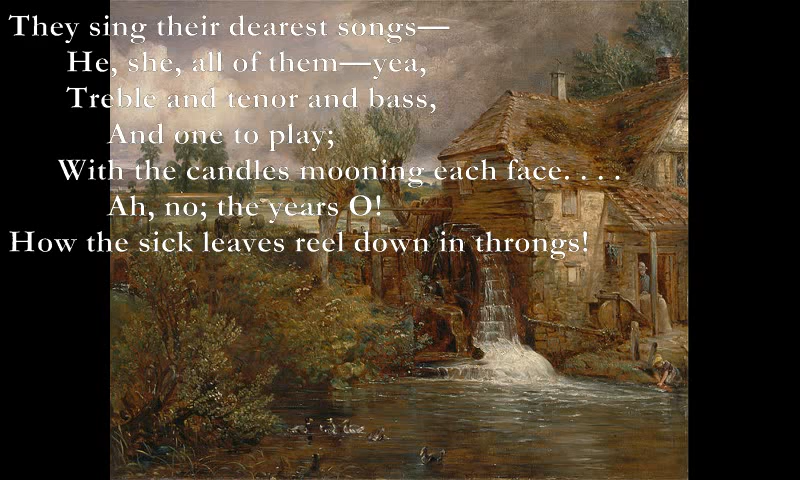 They sing their dearest songs—
He, she, all of them—yea,
Treble and tenor and bass,
And one to play;
With the candles mooning each face. . . .
Ah, no; the years O!
How the sick leaves reel down in throngs!